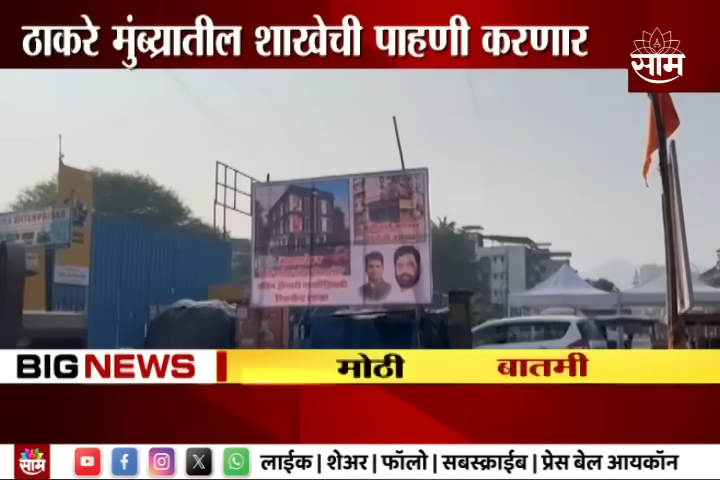 ठाकरे मुंब्र्यातील शाखेची पाहणी करणार
साम
BIG NEWS मोठी बातमी
साम
लाईक | शेअर | फॉलो | सबस्क्राईब | प्रेस बेल आयकॉन